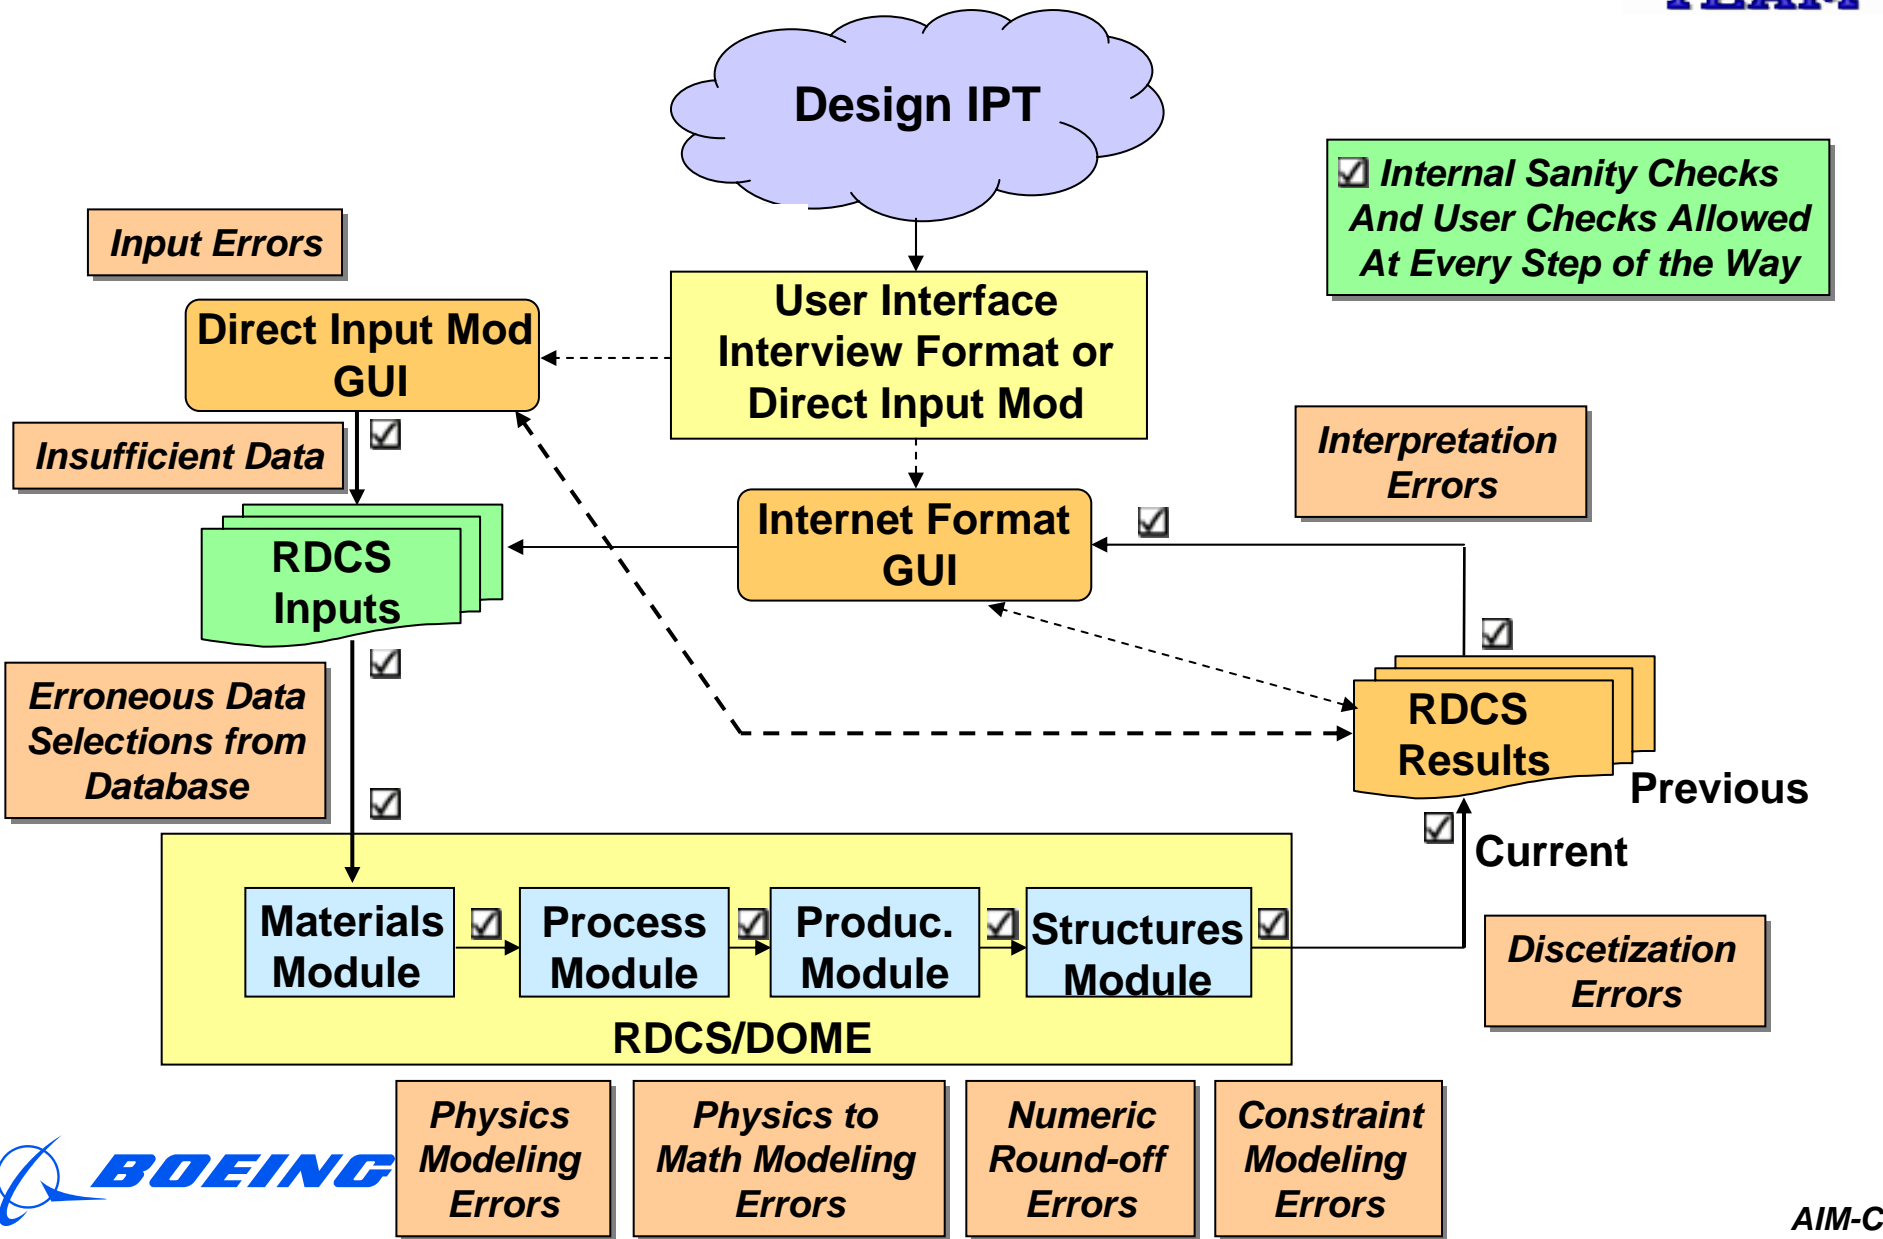 TEAM
Design IPT
☑ Internal Sanity Checks
And User Checks Allowed
At Every Step of the Way
Input Errors
User Interface
Interview Format or
Direct Input Mod
Direct Input Mod
GUI
Insufficient Data
Interpretation
Errors
Internet Format
GUI
RDCS
Inputs
Erroneous Data
Selections from
Database
RDCS
Results
Previous
Current
Materials
Module
Process
Module
Produc.
Module
Structures
Module
RDCS/DOME
Discetization
Errors
Physics
Modeling
Errors
Physics to
Math Modeling
Errors
Numeric
Round-off
Errors
Constraint
Modeling
Errors
BOEING
AIM-C